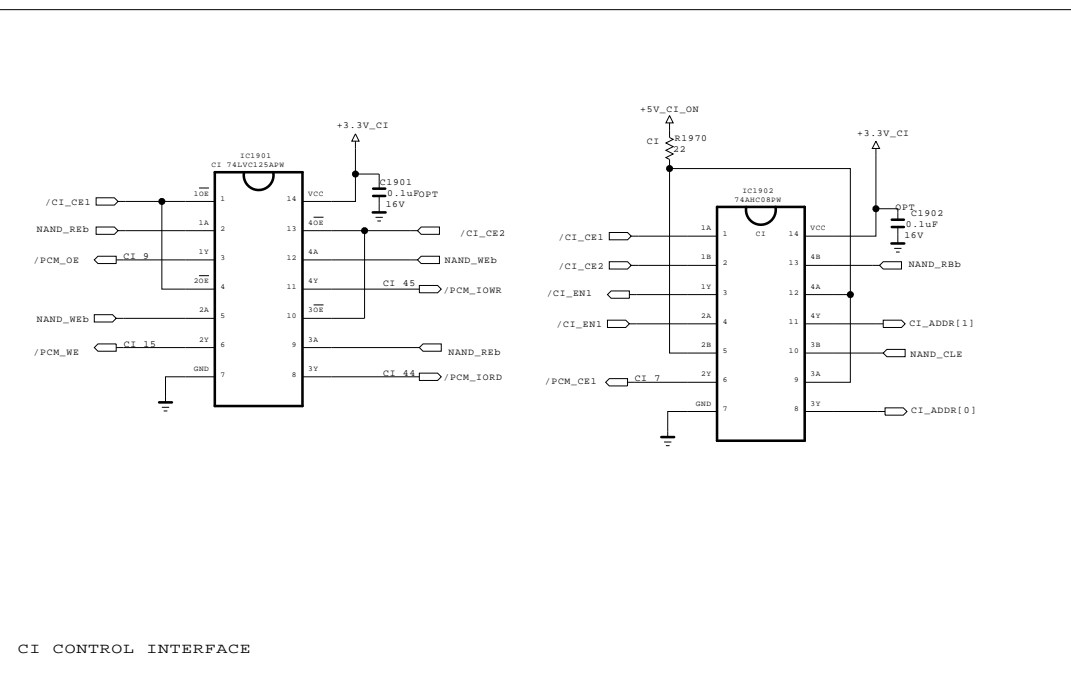 +3.3V_CI
IC1901
CI 74LVC125APW
C1901
0.1uF
OPT
16V
/CI_CE1
1OE
1
14
VCC
NAND_REb
1A
2
13
4OE
/CI_CE2
/PCM_OE
CI 9
1Y
3
12
4A
NAND_WEb
2OE
4
11
4Y
CI 45
/PCM_IOWR
NAND_WEb
2A
5
10
3OE
/PCM_WE
CI 15
2Y
6
9
3A
NAND_REb
GND
7
8
3Y
CI 44
/PCM_IORD
+5V_CI_ON
CI
R1970
22
+3.3V_CI
IC1902
74AHC08PW
OPT
C1902
0.1uF
16V
/CI_CE1
1A
1
CI
14
VCC
/CI_CE2
1B
2
13
4B
NAND_RBb
/CI_EN1
1Y
3
12
4A
/CI_EN1
2A
4
11
4Y
CI_ADDR[1]
2B
5
10
3B
NAND_CLE
/PCM_CE1
CI 7
2Y
6
9
3A
GND
7
8
3Y
CI_ADDR[0]
CI CONTROL INTERFACE